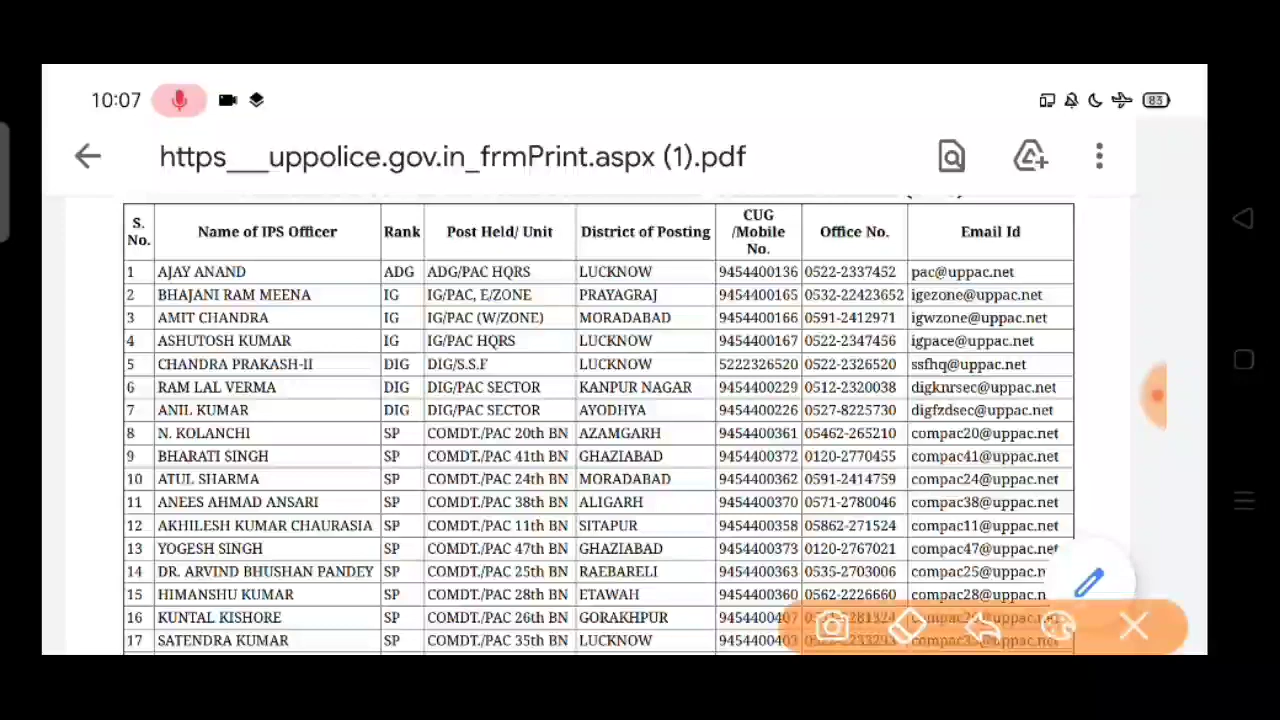 10:07 83
https___uppolice.gov.in_frmPrint.aspx (1).pdf
S. No. Name of IPS Officer Rank Post Held/ Unit District of Posting CUG /Mobile No. Office No. Email Id
1 AJAY ANAND ADG ADG/PAC HQRS LUCKNOW 9454400136 0522-2337452 pac@uppac.net
2 BHAJANI RAM MEENA IG IG/PAC, E/ZONE PRAYAGRAJ 9454400165 0532-22423652 igezone@uppac.net
3 AMIT CHANDRA IG IG/PAC (W/ZONE) MORADABAD 9454400166 0591-2412971 igwzone@uppac.net
4 ASHUTOSH KUMAR IG IG/PAC HQRS LUCKNOW 9454400167 0522-2347456 igpace@uppac.net
5 CHANDRA PRAKASH-II DIG DIG/S.S.F LUCKNOW 5222326520 0522-2326520 ssfhq@uppac.net
6 RAM LAL VERMA DIG DIG/PAC SECTOR KANPUR NAGAR 9454400229 0512-2320038 digknrsec@uppac.net
7 ANIL KUMAR DIG DIG/PAC SECTOR AYODHYA 9454400226 0527-8225730 digfzdsec@uppac.net
8 N. KOLANCHI SP COMDT./PAC 20th BN AZAMGARH 9454400361 05462-265210 compac20@uppac.net
9 BHARATI SINGH SP COMDT./PAC 41th BN GHAZIABAD 9454400372 0120-2770455 compac41@uppac.net
10 ATUL SHARMA SP COMDT./PAC 24th BN MORADABAD 9454400362 0591-2414759 compac24@uppac.net
11 ANEES AHMAD ANSARI SP COMDT./PAC 38th BN ALIGARH 9454400370 0571-2780046 compac38@uppac.net
12 AKHILESH KUMAR CHAURASIA SP COMDT./PAC 11th BN SITAPUR 9454400358 05862-271524 compac11@uppac.net
13 YOGESH SINGH SP COMDT./PAC 47th BN GHAZIABAD 9454400373 0120-2767021 compac47@uppac.net
14 DR. ARVIND BHUSHAN PANDEY SP COMDT./PAC 25th BN RAEBARELI 9454400363 0535-2703006 compac25@uppac.n
15 HIMANSHU KUMAR SP COMDT./PAC 28th BN ETAWAH 9454400360 0562-2226660 compac28@uppac.n
16 KUNTAL KISHORE SP COMDT./PAC 26th BN GORAKHPUR 9454400407
17 SATENDRA KUMAR SP COMDT./PAC 35th BN LUCKNOW 9454400403